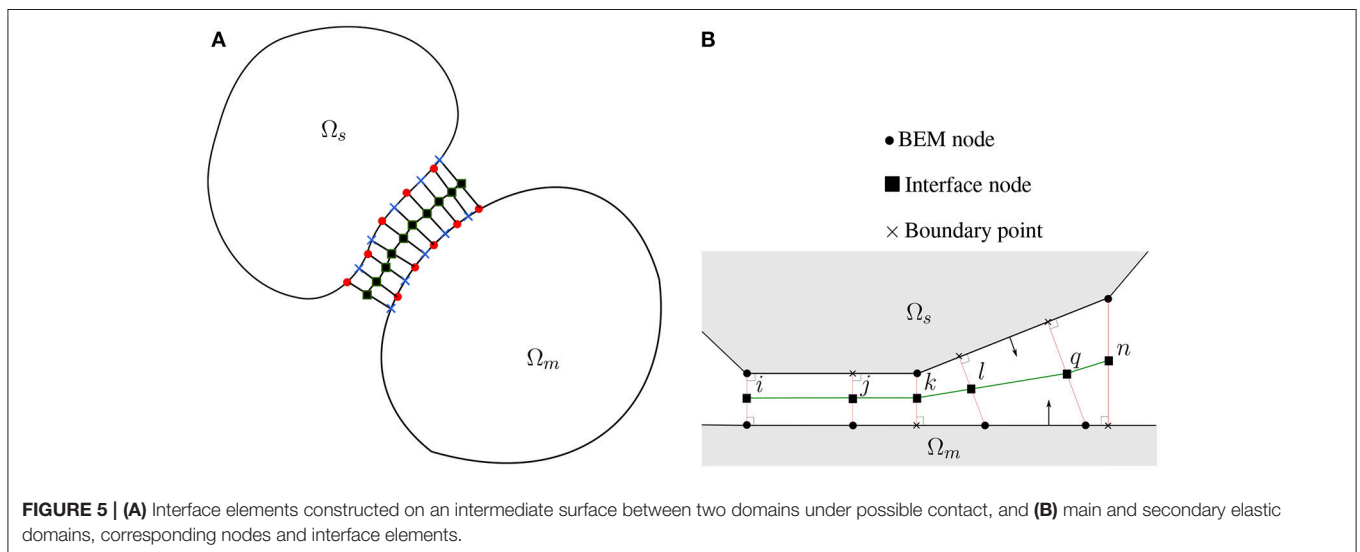 A
B
Ωs
Ωm
● BEM node
■ Interface node
× Boundary point
Ωs
i
j
k
l
q
n
Ωm
FIGURE 5 | (A) Interface elements constructed on an intermediate surface between two domains under possible contact, and (B) main and secondary elastic
domains, corresponding nodes and interface elements.